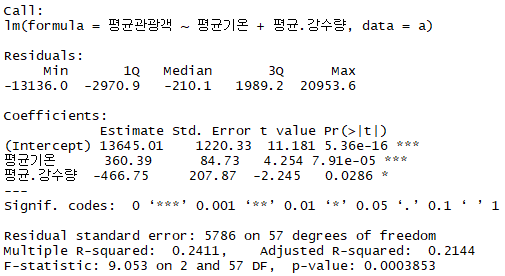 Call:
lm(formula = 평균관광객 ~ 평균기온 + 평균.강수량, data = a)
Residuals:
Min 1Q Median 3Q Max
-13136.0 -2970.9 -210.1 1989.2 20953.6
Coefficients:
Estimate Std. Error t value Pr(>|t|)
(Intercept) 13645.01 1220.33 11.181 5.36e-16 ***
평균기온 360.39 84.73 4.254 7.91e-05 ***
평균.강수량 -466.75 207.87 -2.245 0.0286 *
---
Signif. codes: 0 ‘***’ 0.001 ‘**’ 0.01 ‘*’ 0.05 ‘.’ 0.1 ‘ ’ 1
Residual standard error: 5786 on 57 degrees of freedom
Multiple R-squared: 0.2411, Adjusted R-squared: 0.2144
F-statistic: 9.053 on 2 and 57 DF, p-value: 0.0003853